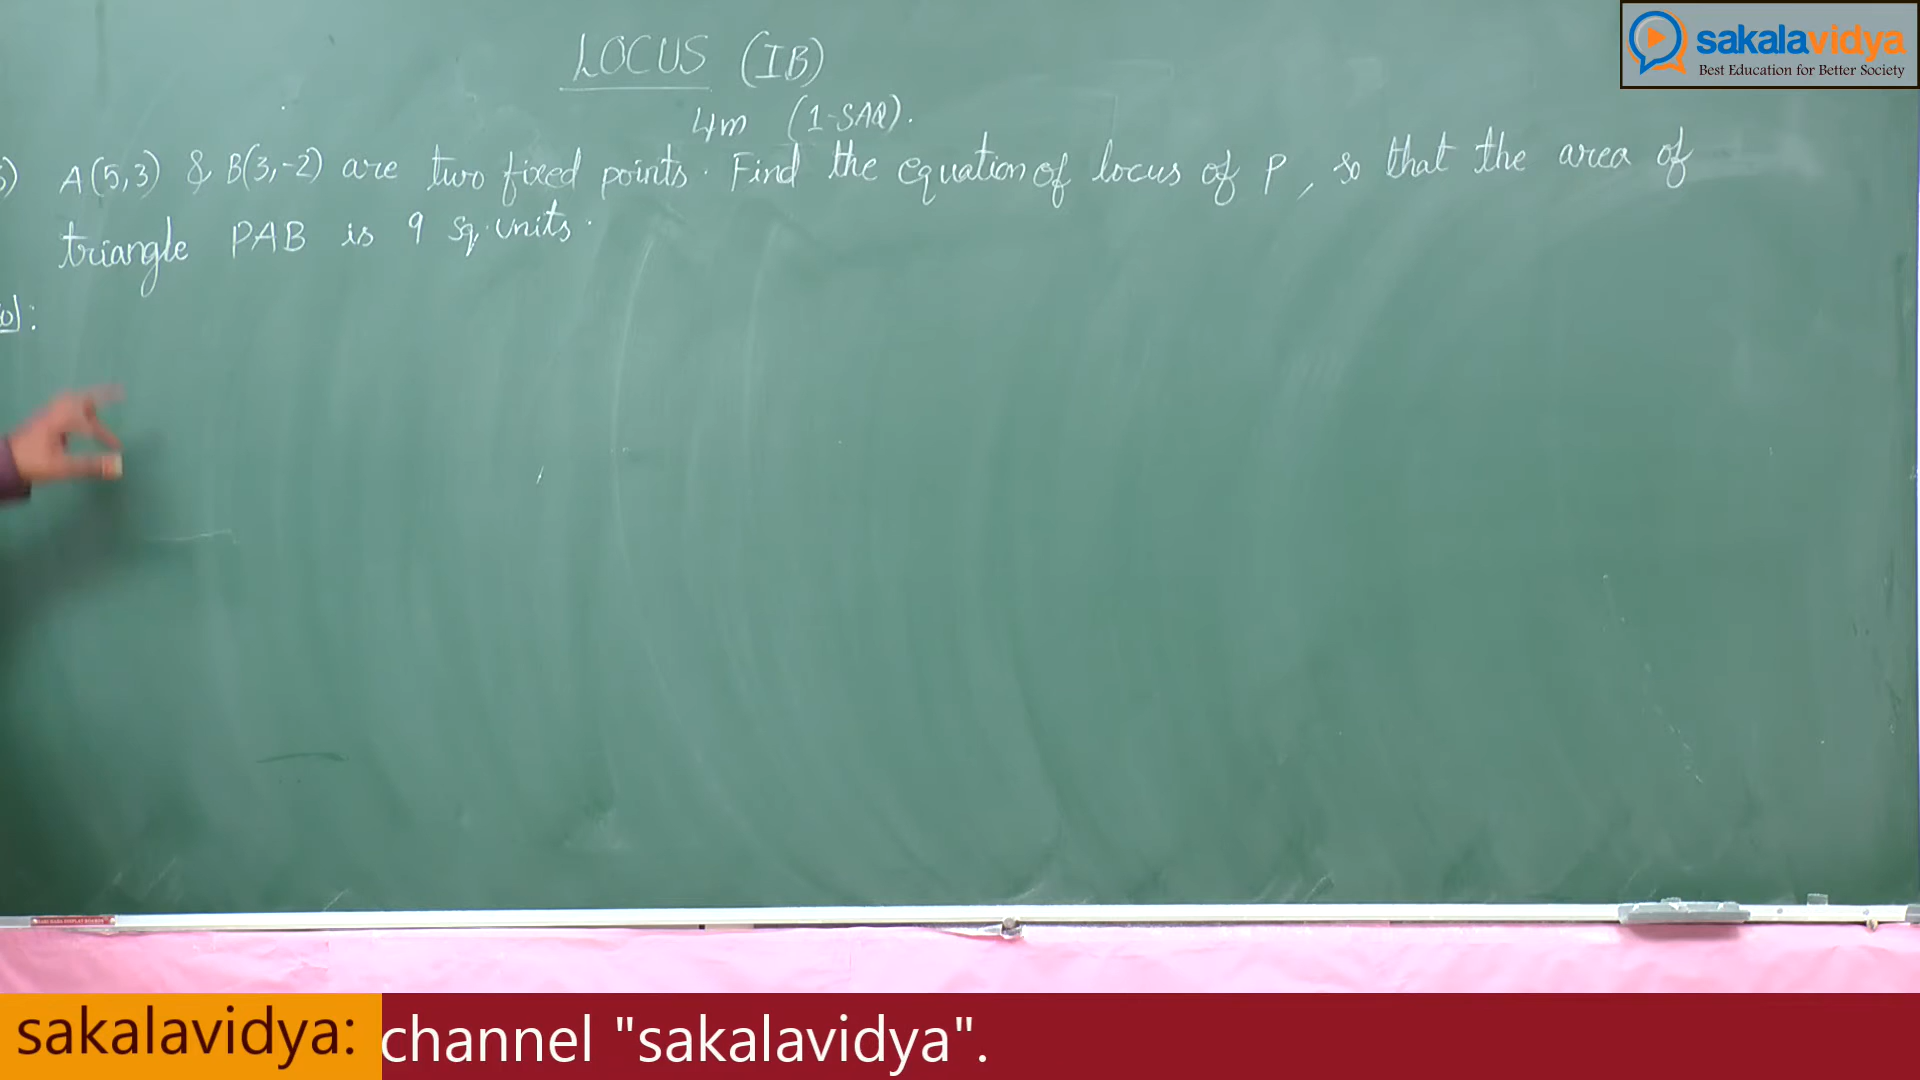 sakalavidya
Best Education for Better Society
LOCUS (IB)
4m (1-SAQ).
A(5,3) & B(3,-2) are two fixed points. Find the equation of locus of P, so that the area of
triangle PAB is 9 sq.units.
sakalavidya: channel "sakalavidya".